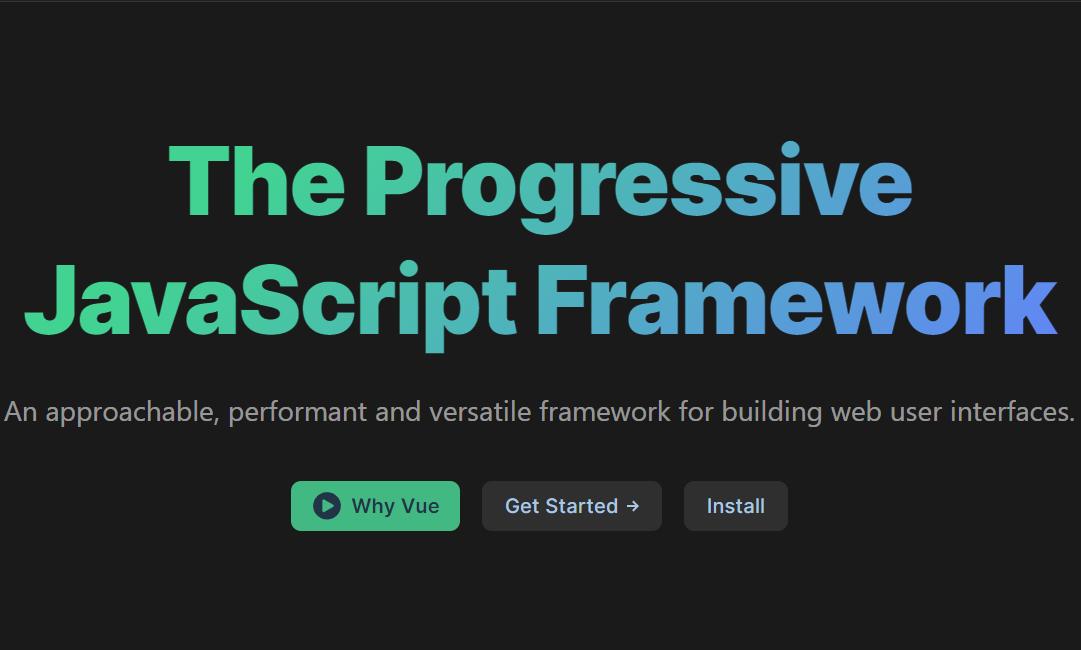 The Progressive
JavaScript Framework
An approachable, performant and versatile framework for building web user interfaces.
Why Vue
Get Started →
Install